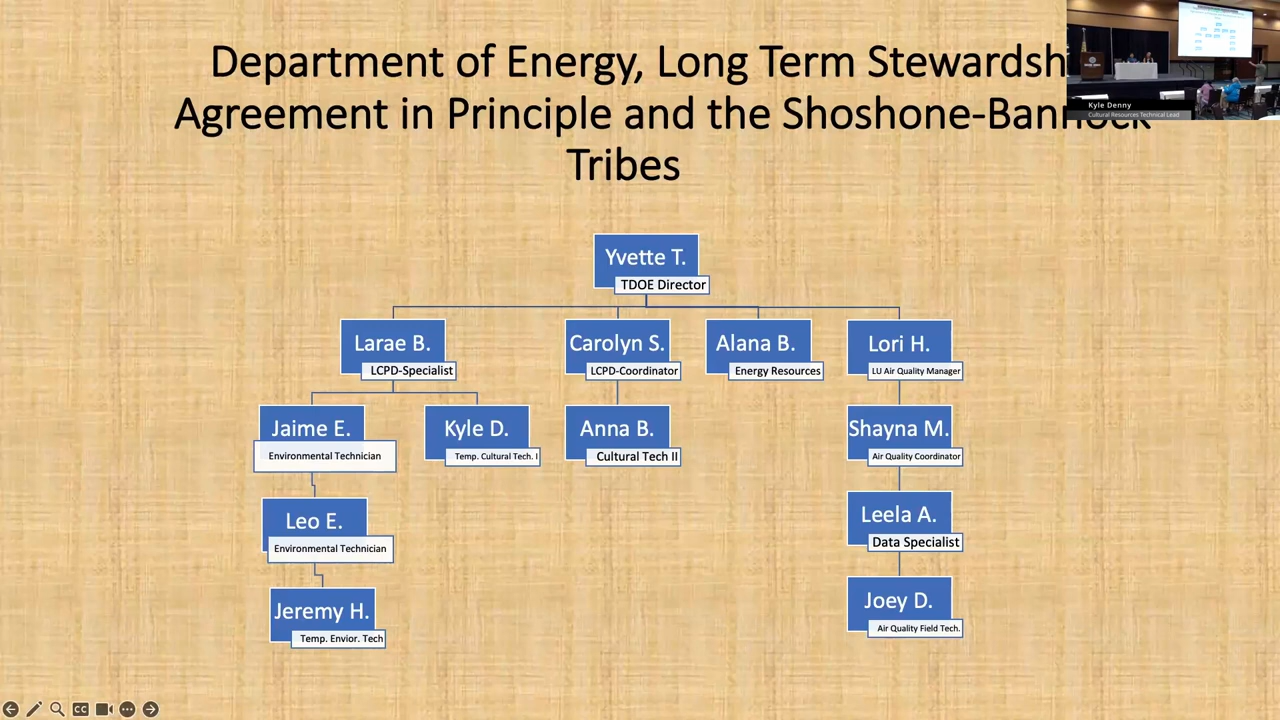 Department of Energy, Long Term Stewardsh
Agreement in Principle and the Shoshone-Bannock
Tribes
Kyle Denny
Cultural Resources Technical Lead
Yvette T.
TDOE Director
Larae B.
LCPD-Specialist
Carolyn S.
LCPD-Coordinator
Alana B.
Energy Resources
Lori H.
LU Air Quality Manager
Jaime E.
Environmental Technician
Kyle D.
Temp. Cultural Tech. I
Anna B.
Cultural Tech II
Shayna M.
Air Quality Coordinator
Leo E.
Environmental Technician
Leela A.
Data Specialist
Jeremy H.
Temp. Envior. Tech
Joey D.
Air Quality Field Tech.
CC